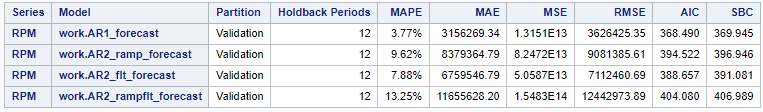 Series Model Partition Holdback Periods MAPE MAE MSE RMSE AIC SBC
RPM work.AR1_forecast Validation 12 3.77% 3156269.34 1.3151E13 3626425.35 368.490 369.945
RPM work.AR2_ramp_forecast Validation 12 9.62% 8379364.79 8.2472E13 9081385.61 394.522 396.946
RPM work.AR2_flt_forecast Validation 12 7.88% 6759546.79 5.0587E13 7112460.69 388.657 391.081
RPM work.AR2_rampflt_forecast Validation 12 13.25% 11655628.20 1.5483E14 12442973.89 404.080 406.989